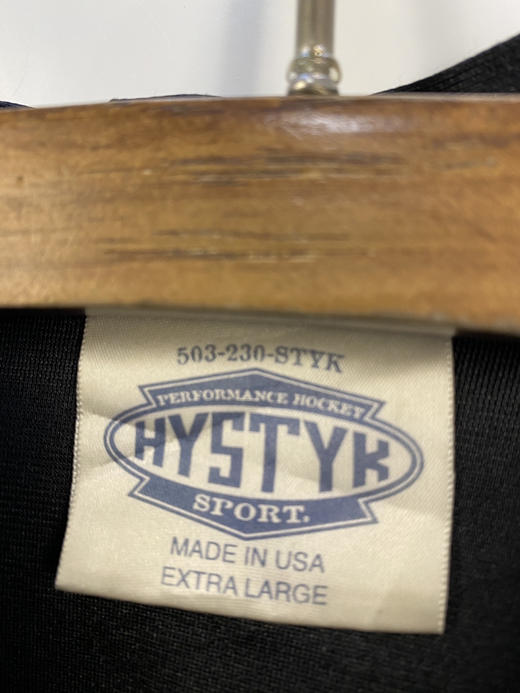 503-230-STYK
PERFORMANCE HOCKEY
HYSTYK
SPORT.
MADE IN USA
EXTRA LARGE